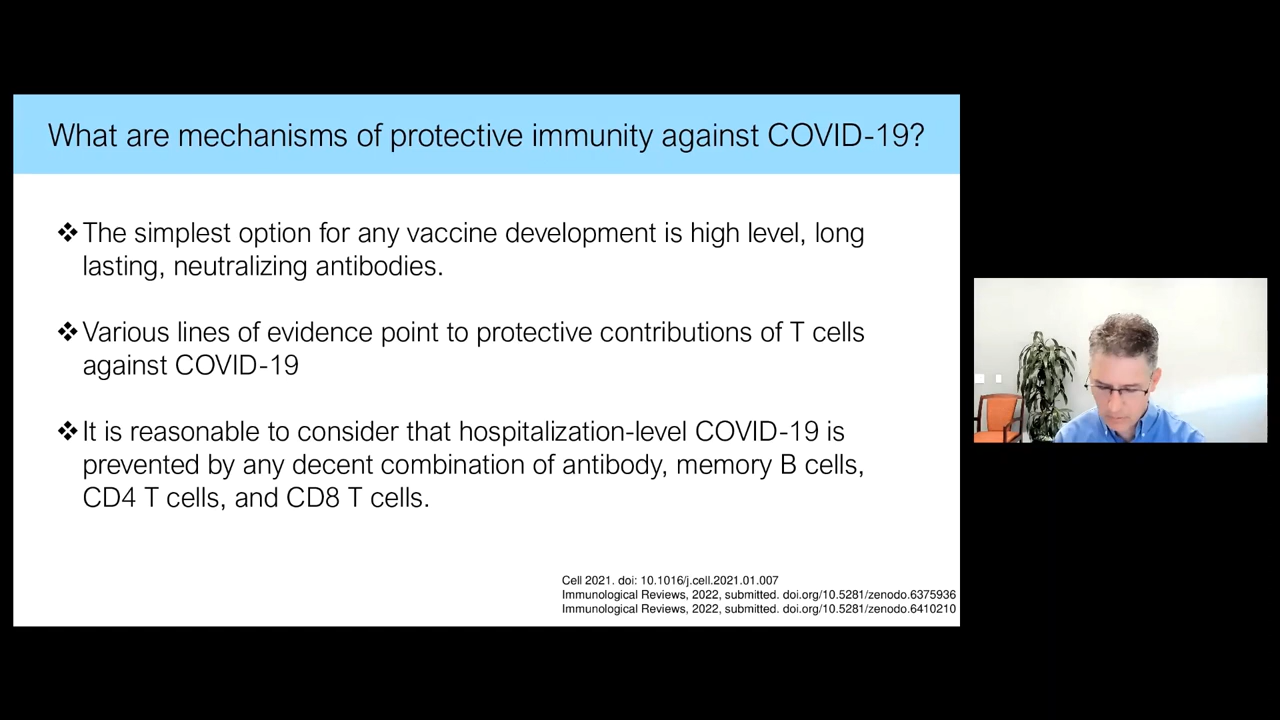 What are mechanisms of protective immunity against COVID-19?
❖ The simplest option for any vaccine development is high level, long
lasting, neutralizing antibodies.
❖ Various lines of evidence point to protective contributions of T cells
against COVID-19
❖ It is reasonable to consider that hospitalization-level COVID-19 is
prevented by any decent combination of antibody, memory B cells,
CD4 T cells, and CD8 T cells.
Cell 2021. doi: 10.1016/j.cell.2021.01.007
Immunological Reviews, 2022, submitted. doi.org/10.5281/zenodo.6375936
Immunological Reviews, 2022, submitted. doi.org/10.5281/zenodo.6410210